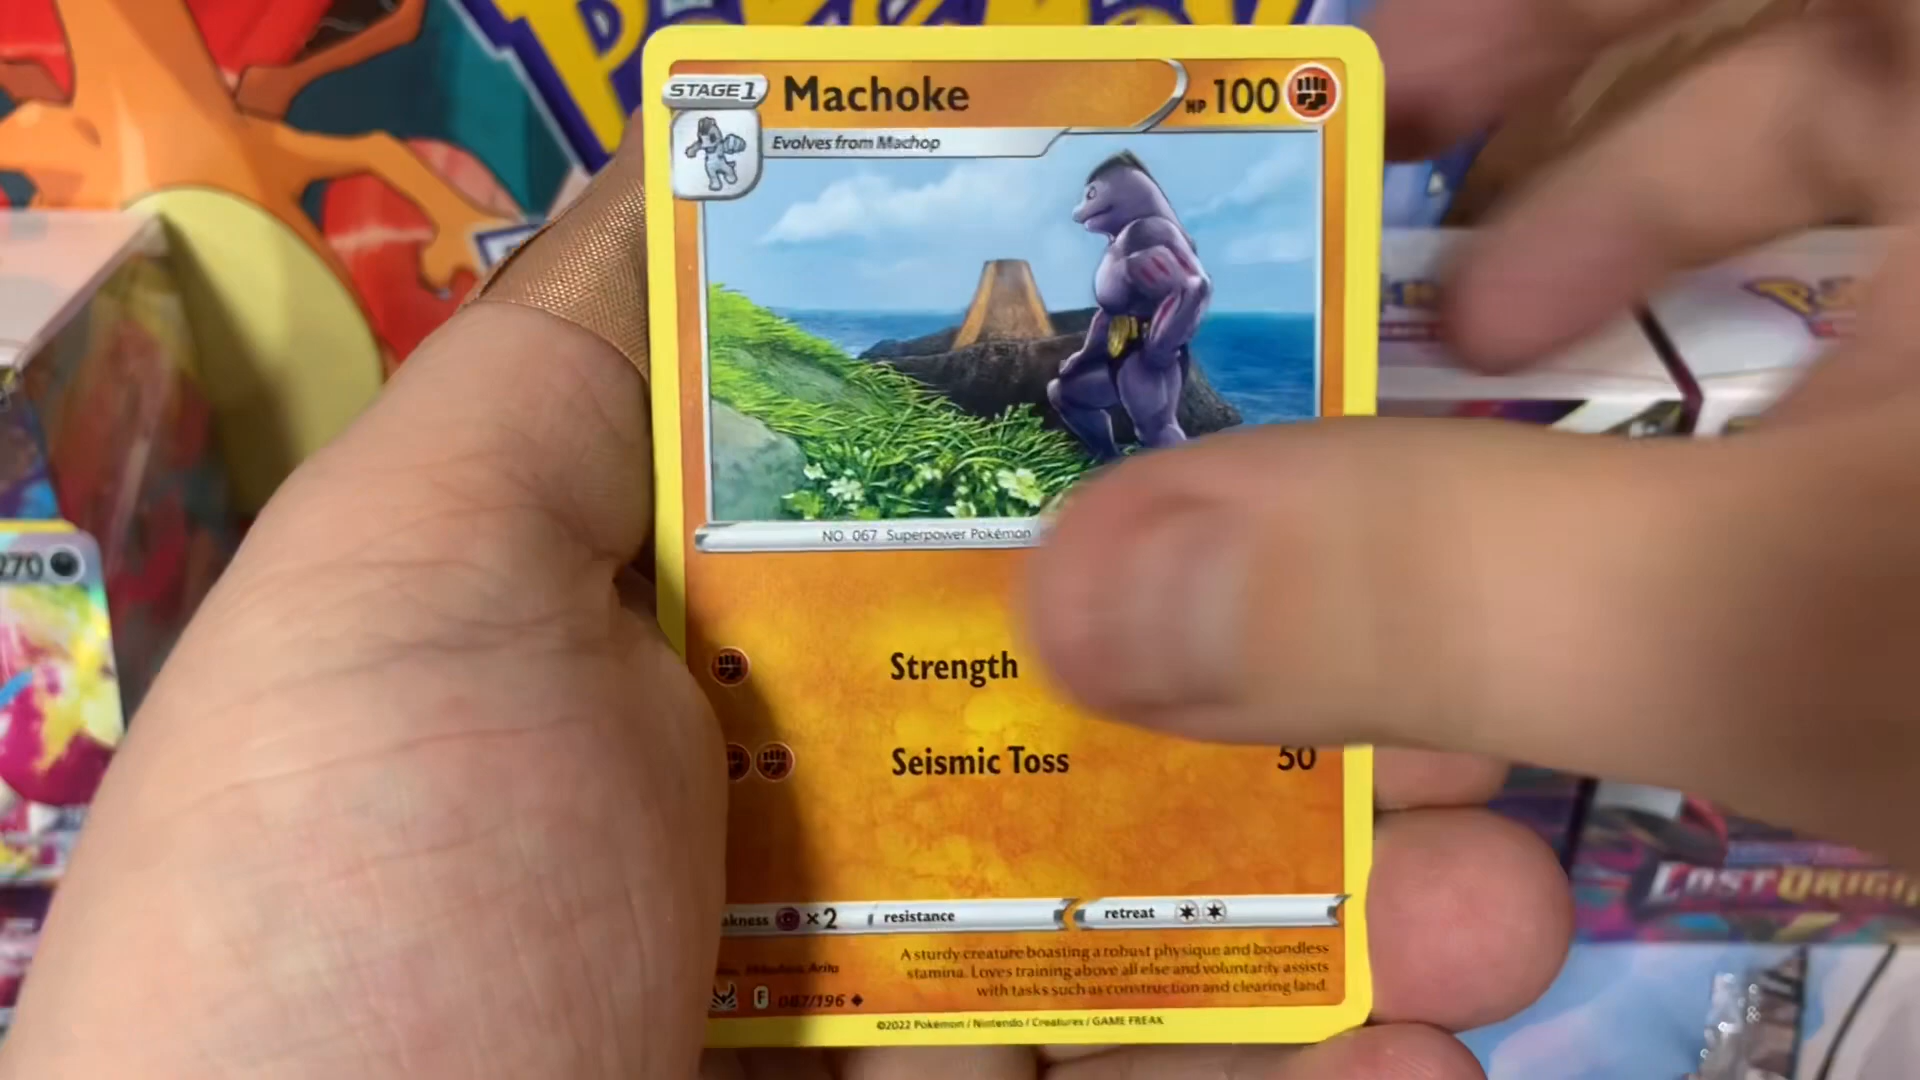 STAGE 1
Machoke
HP 100
Evolves from Machop
NO. 067 Superpower Pokémon
Strength
Seismic Toss
50
×2
resistance
retreat
A sturdy creature boasting a robust physique and boundless
stamina. Loves training above all else and voluntarily assists
with tasks such as construction and clearing land.
Arita
F
/196
©2022 Pokémon / Nintendo / Creatures / GAME FREAK
270